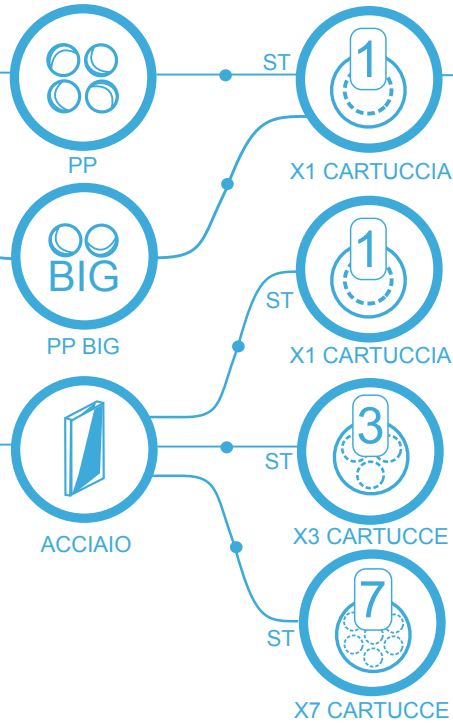 ST
1
PP
X1 CARTUCCIA
BIG
1
ST
PP BIG
X1 CARTUCCIA
3
ST
ACCIAIO
X3 CARTUCCE
7
ST
X7 CARTUCCE